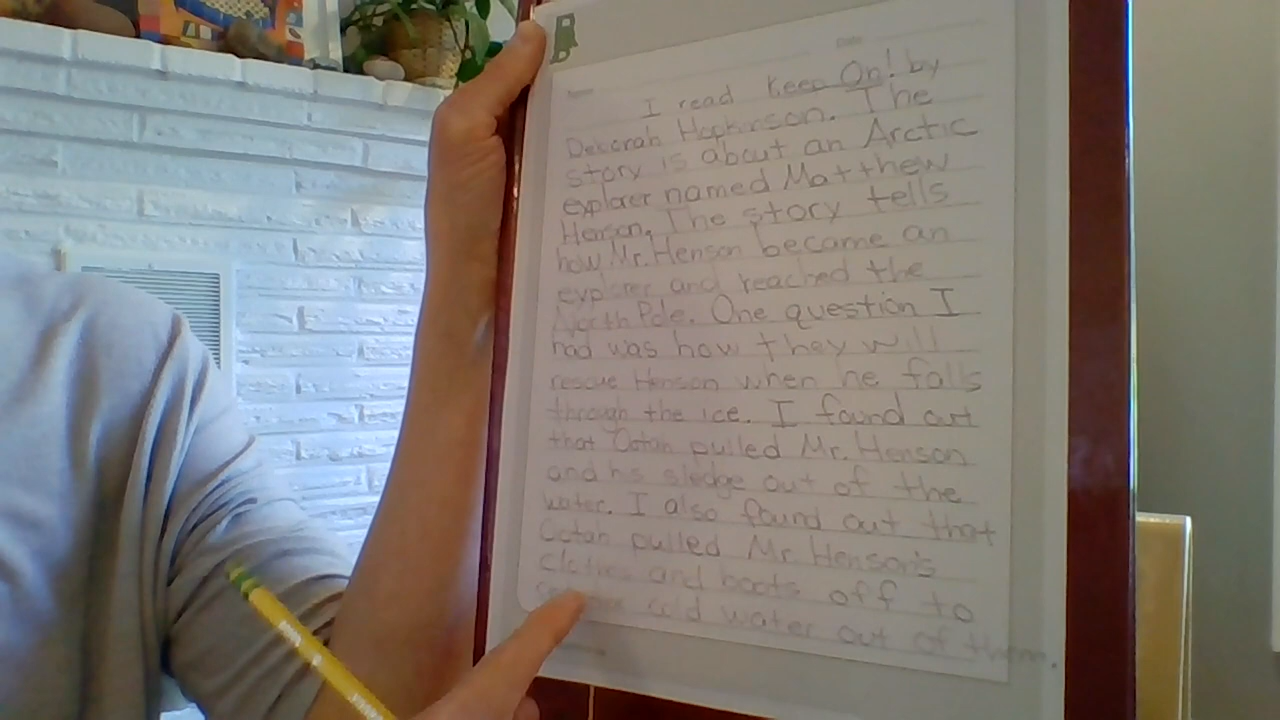 I read Keep On! by
Deborah Hopkinson. The
story is about an Arctic
explorer named Matthew
Henson. The story tells
how Mr. Henson became an
explorer and reached the
North Pole. One question I
had was how they will
rescue Henson when he falls
through the ice. I found out
that Ootah pulled Mr. Henson
and his sledge out of the
water. I also found out that
Ootah pulled Mr. Henson's
clothes and boots off to
cold water out of them.